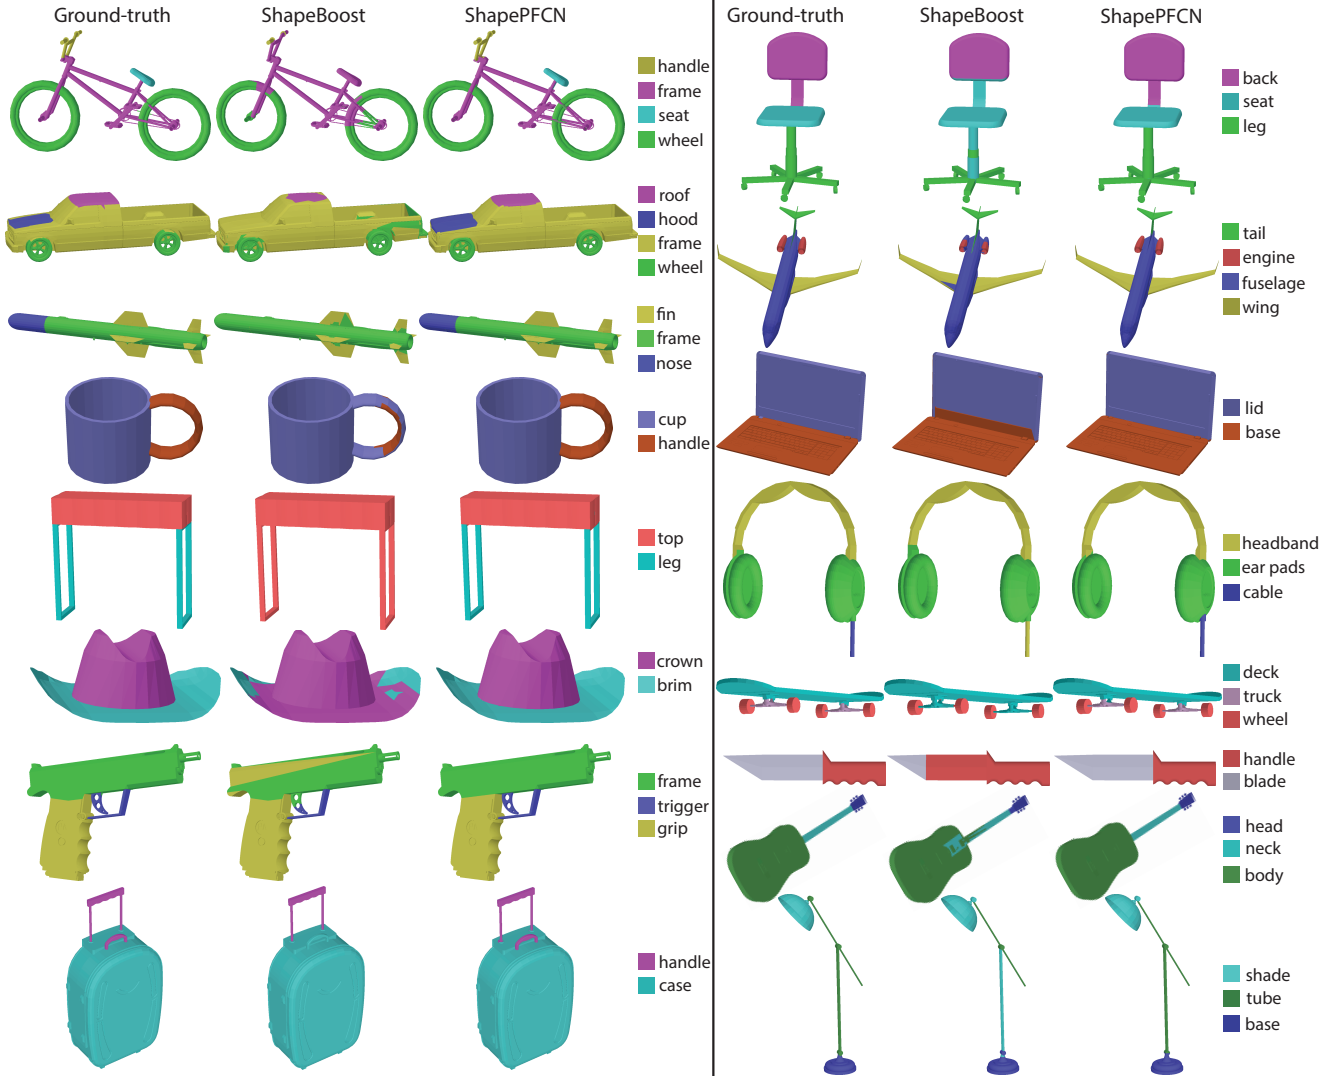 Ground-truth ShapeBoost ShapePFCN
handle
frame
seat
wheel
roof
hood
frame
wheel
fin
frame
nose
cup
handle
top
leg
crown
brim
frame
trigger
grip
handle
case
Ground-truth ShapeBoost ShapePFCN
back
seat
leg
tail
engine
fuselage
wing
lid
base
headband
ear pads
cable
deck
truck
wheel
handle
blade
head
neck
body
shade
tube
base